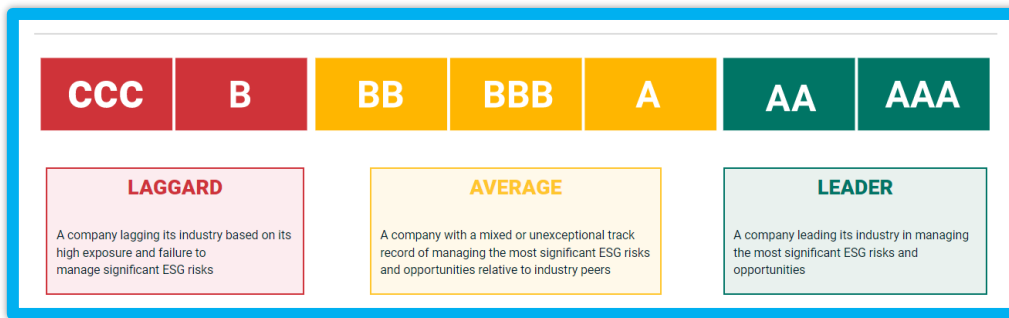 CCC B BB BBB A AA AAA
LAGGARD
A company lagging its industry based on its
high exposure and failure to
manage significant ESG risks
AVERAGE
A company with a mixed or unexceptional track
record of managing the most significant ESG risks
and opportunities relative to industry peers
LEADER
A company leading its industry in managing
the most significant ESG risks and
opportunities